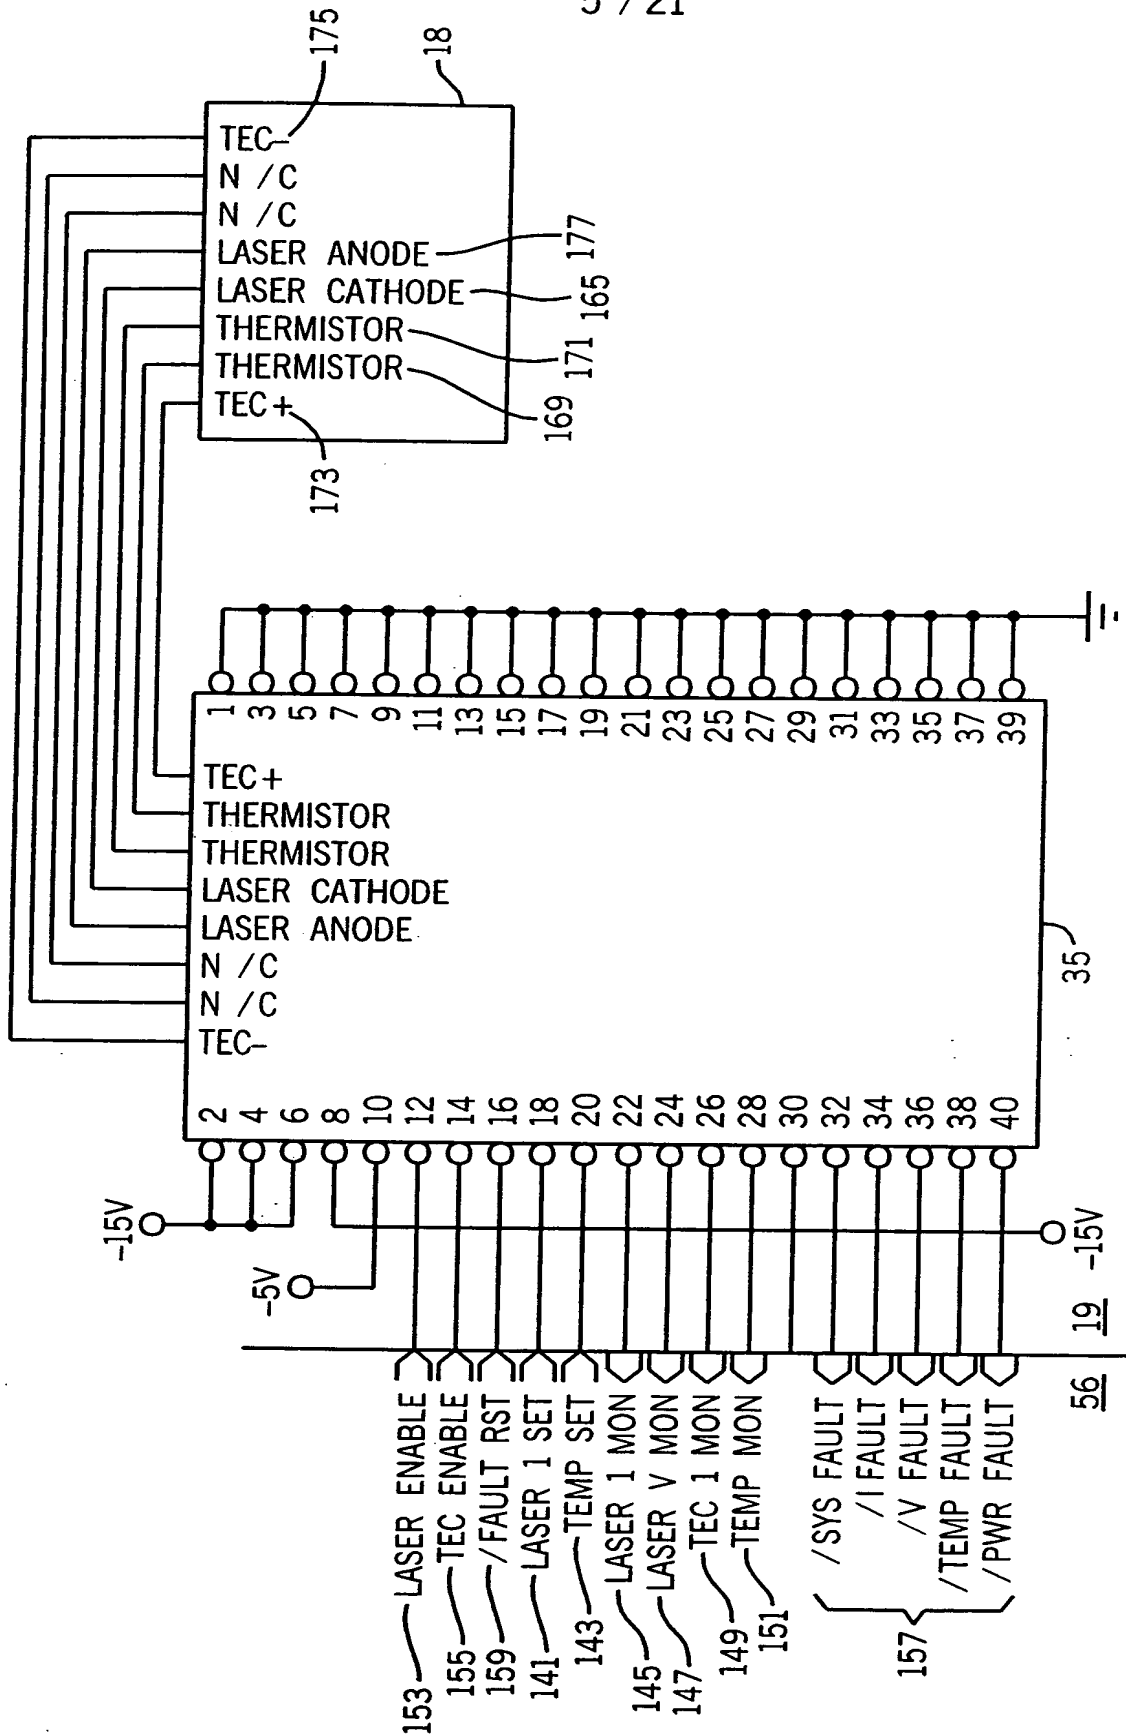 5 / 21
175
18
TEC-
N /C
N /C
LASER ANODE
177
LASER CATHODE
165
THERMISTOR
171
THERMISTOR
169
TEC+
173
1
3
5
7
9
11
13
15
17
19
21
23
25
27
29
31
33
35
37
39
TEC+
THERMISTOR
THERMISTOR
LASER CATHODE
LASER ANODE
N /C
N /C
TEC-
35
2
4
6
8
10
12
14
16
18
20
22
24
26
28
30
32
34
36
38
40
-15V
-5V
-15V
19
56
153 LASER ENABLE
155 TEC ENABLE
159 /FAULT RST
141 LASER 1 SET
143 TEMP SET
145 LASER 1 MON
147 LASER V MON
149 TEC 1 MON
151 TEMP MON
/SYS FAULT
/I FAULT
/V FAULT
/TEMP FAULT
/PWR FAULT
157